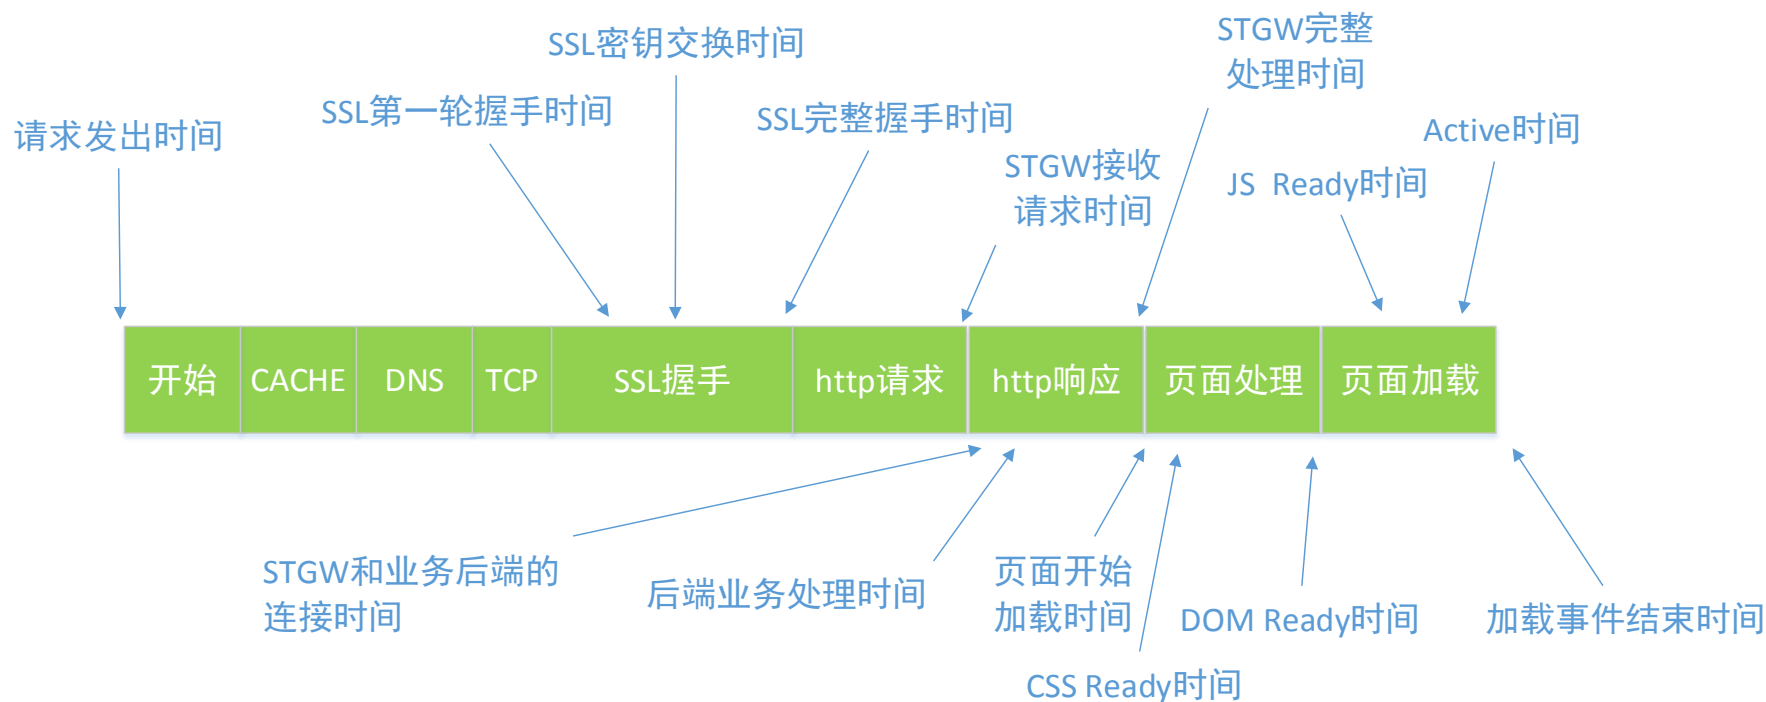 STGW完整
处理时间
SSL密钥交换时间
SSL第一轮握手时间
SSL完整握手时间
请求发出时间
Active时间
STGW接收
请求时间
JS  Ready时间
开始
CACHE
DNS
TCP
SSL握手
http请求
http响应
页面处理
页面加载
STGW和业务后端的
连接时间
后端业务处理时间
页面开始
加载时间
DOM Ready时间
加载事件结束时间
CSS Ready时间